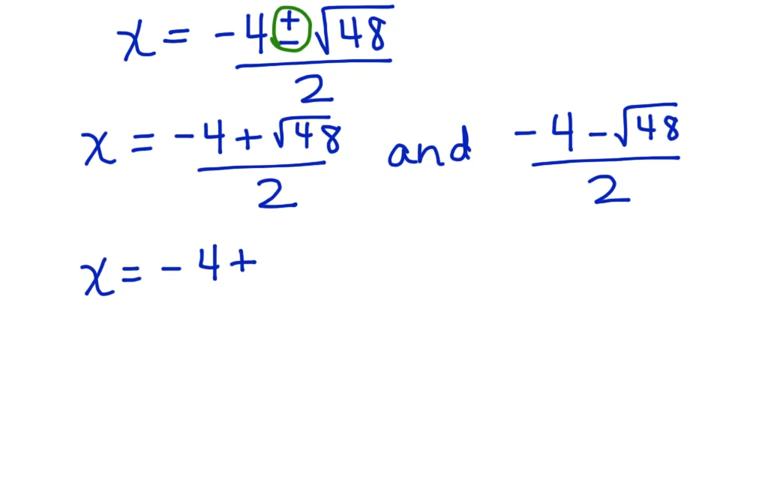 x = (-4 ± √48)/2
x = (-4 + √48)/2 and (-4 - √48)/2
x = -4 +